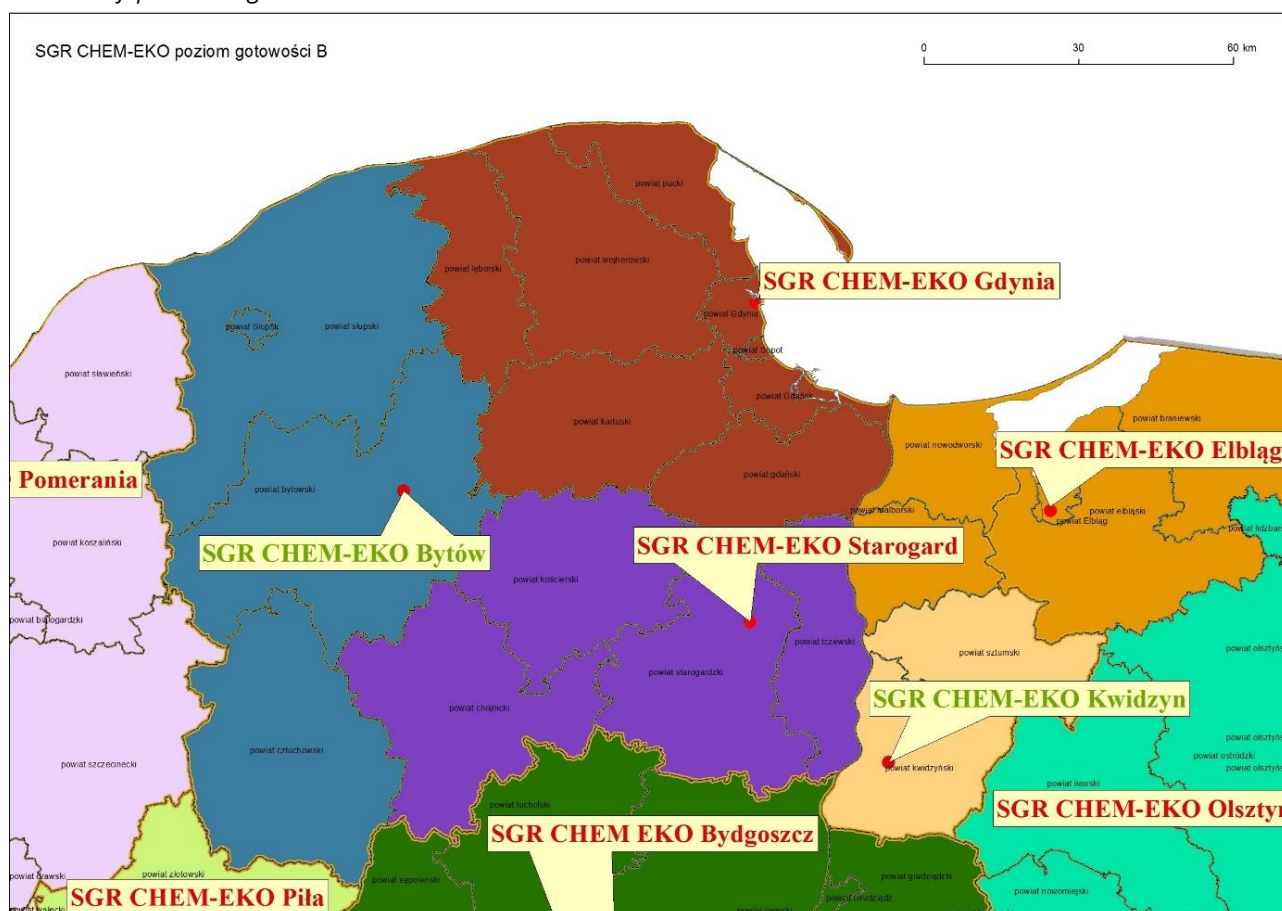 SGR CHEM-EKO poziom gotowości B
0 30 60 km
powiat pucki
powiat wejherowski
powiat lęborski
SGR CHEM-EKO Gdynia
powiat Gdynia
powiat Słupsk
powiat słupski
powiat Sopot
powiat sławieński
powiat Gdańsk
powiat kartuski
powiat braniewski
powiat nowodworski
SGR CHEM-EKO Elbląg
powiat gdański
Pomerania
powiat bytowski
powiat malborski
powiat elbląski
powiat Elbląg
powiat koszaliński
SGR CHEM-EKO Bytów
SGR CHEM-EKO Starogard
powiat kościerski
powiat białogardzki
powiat tczewski
powiat sztumski
powiat starogardzki
SGR CHEM-EKO Kwidzyn
powiat chojnicki
powiat człuchowski
powiat szczecinecki
powiat kwidzyński
powiat ostródzki
powiat iławski
powiat tucholski
SGR CHEM-EKO Olsztyn
SGR CHEM EKO Bydgoszcz
powiat złotowski
powiat sępoleński
powiat grudziądzki
powiat nowomiejski
SGR CHEM-EKO Piła